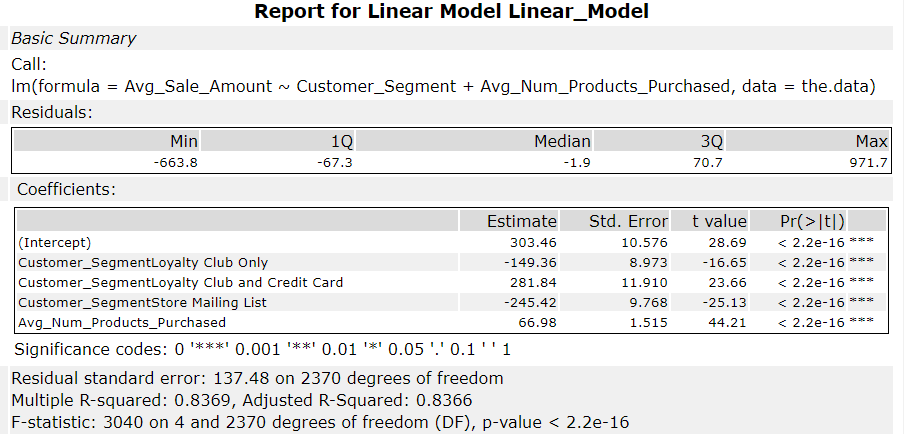 Report for Linear Model Linear_Model
Basic Summary
Call:
lm(formula = Avg_Sale_Amount ~ Customer_Segment + Avg_Num_Products_Purchased, data = the.data)
Residuals:
Min 1Q Median 3Q Max
-663.8 -67.3 -1.9 70.7 971.7
Coefficients:
Estimate Std. Error t value Pr(>|t|)
(Intercept) 303.46 10.576 28.69 < 2.2e-16 ***
Customer_SegmentLoyalty Club Only -149.36 8.973 -16.65 < 2.2e-16 ***
Customer_SegmentLoyalty Club and Credit Card 281.84 11.910 23.66 < 2.2e-16 ***
Customer_SegmentStore Mailing List -245.42 9.768 -25.13 < 2.2e-16 ***
Avg_Num_Products_Purchased 66.98 1.515 44.21 < 2.2e-16 ***
Significance codes: 0 '***' 0.001 '**' 0.01 '*' 0.05 '.' 0.1 ' ' 1
Residual standard error: 137.48 on 2370 degrees of freedom
Multiple R-squared: 0.8369, Adjusted R-Squared: 0.8366
F-statistic: 3040 on 4 and 2370 degrees of freedom (DF), p-value < 2.2e-16